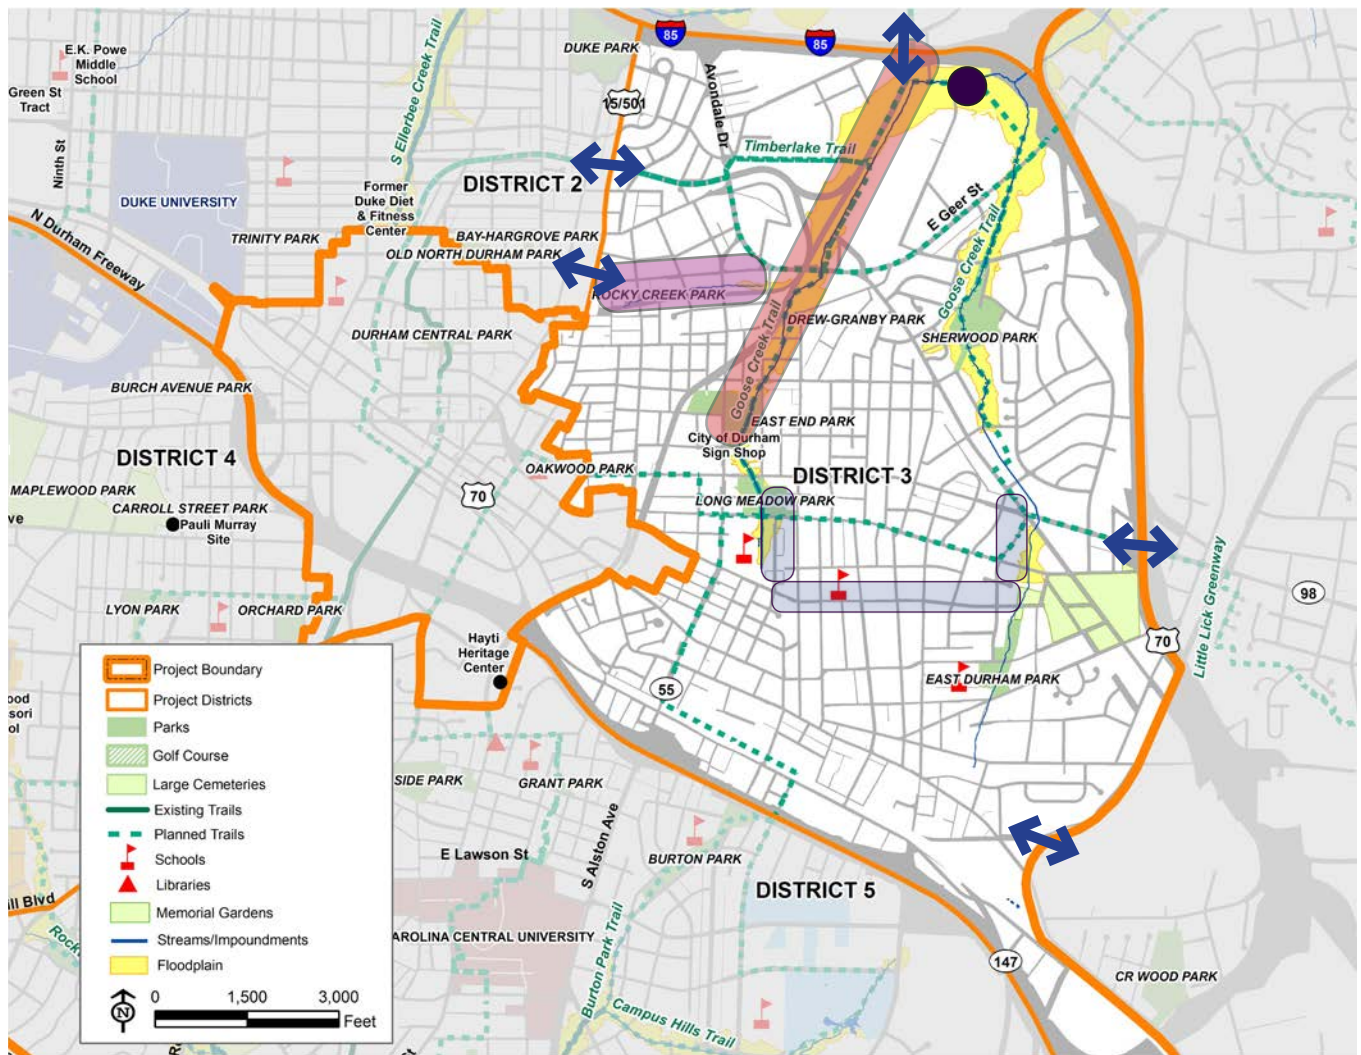 E.K. Powe
Middle
School
Green St
Tract
Ninth St
DUKE UNIVERSITY
N Durham Freeway
TRINITY PARK
S Ellerbee Creek Trail
Former
Duke Diet
& Fitness
Center
DISTRICT 2
BAY-HARGROVE PARK
OLD NORTH DURHAM PARK
DURHAM CENTRAL PARK
BURCH AVENUE PARK
DUKE PARK
85
85
15/501
Avondale Dr
Timberlake Trail
E Geer St
Goose Creek Trail
ROCKY CREEK PARK
Goose Creek Trail
DREW-GRANBY PARK
SHERWOOD PARK
EAST END PARK
City of Durham
Sign Shop
DISTRICT 3
LONG MEADOW PARK
OAKWOOD PARK
70
DISTRICT 4
MAPLEWOOD PARK
CARROLL STREET PARK
Pauli Murray
Site
ve
LYON PARK
ORCHARD PARK
Hayti
Heritage
Center
55
EAST DURHAM PARK
70
98
Little Lick Greenway
SIDE PARK
GRANT PARK
E Lawson St
S Alston Ave
BURTON PARK
DISTRICT 5
AROLINA CENTRAL UNIVERSITY
Burton Park Trail
Campus Hills Trail
147
CR WOOD PARK
ood
sori
ol
ill Blvd
Rock
Project Boundary
Project Districts
Parks
Golf Course
Large Cemeteries
Existing Trails
Planned Trails
Schools
Libraries
Memorial Gardens
Streams/Impoundments
Floodplain
N
0 1,500 3,000
Feet